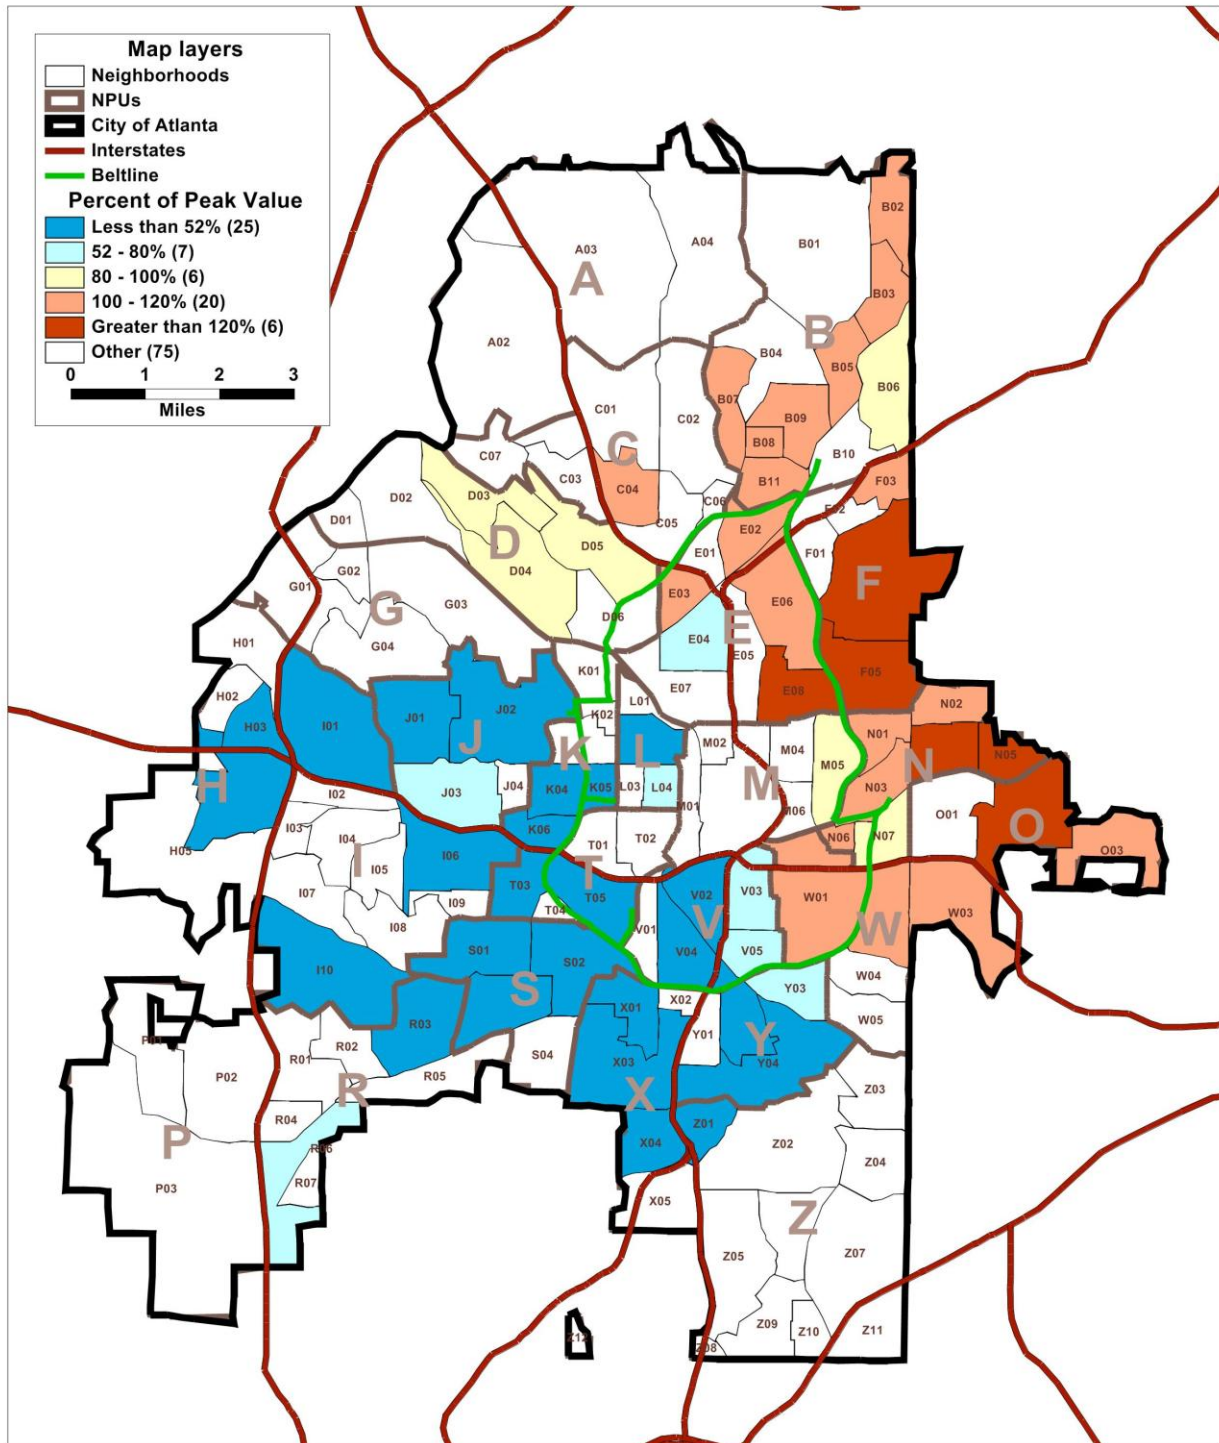 Map layers
Neighborhoods
NPUs
City of Atlanta
Interstates
Beltline
Percent of Peak Value
Less than 52% (25)
52 - 80% (7)
80 - 100% (6)
100 - 120% (20)
Greater than 120% (6)
Other (75)
0 1 2 3
Miles
B02
A04
B01
A03
A
B03
B
A02
B04
B05
B06
B07
C01
B09
C02
C
B08
C07
B10
C03
C04
B11
F03
D03
D02
C06
D01
C05
E02
D
D05
E01
F01
G02
D04
F
G01
E03
E06
G
G03
D06
E
E04
H01
G04
E05
K01
F05
H02
E07
E08
L01
N02
J01
J02
K02
H03
I01
J
M02
M04
N01
N05
K
L
M05
N
H
J03
J04
K04
K05
L03
L04
M
N03
I02
M01
M06
O01
O
I03
K06
T01
T02
N06
N07
I04
H05
I
I05
I06
T
O03
T03
V02
V03
I07
T05
W01
I09
T04
V
W
W03
I08
V01
S01
V04
V05
S02
I10
W04
S
Y03
X02
X01
W05
R03
Y01
Y
P01
R02
S04
R01
X03
Y04
P02
R05
Z03
R
X
R04
Z01
P
X04
Z02
R06
Z04
R07
P03
X05
Z
Z05
Z07
Z09
Z10
Z11
Z12
Z08